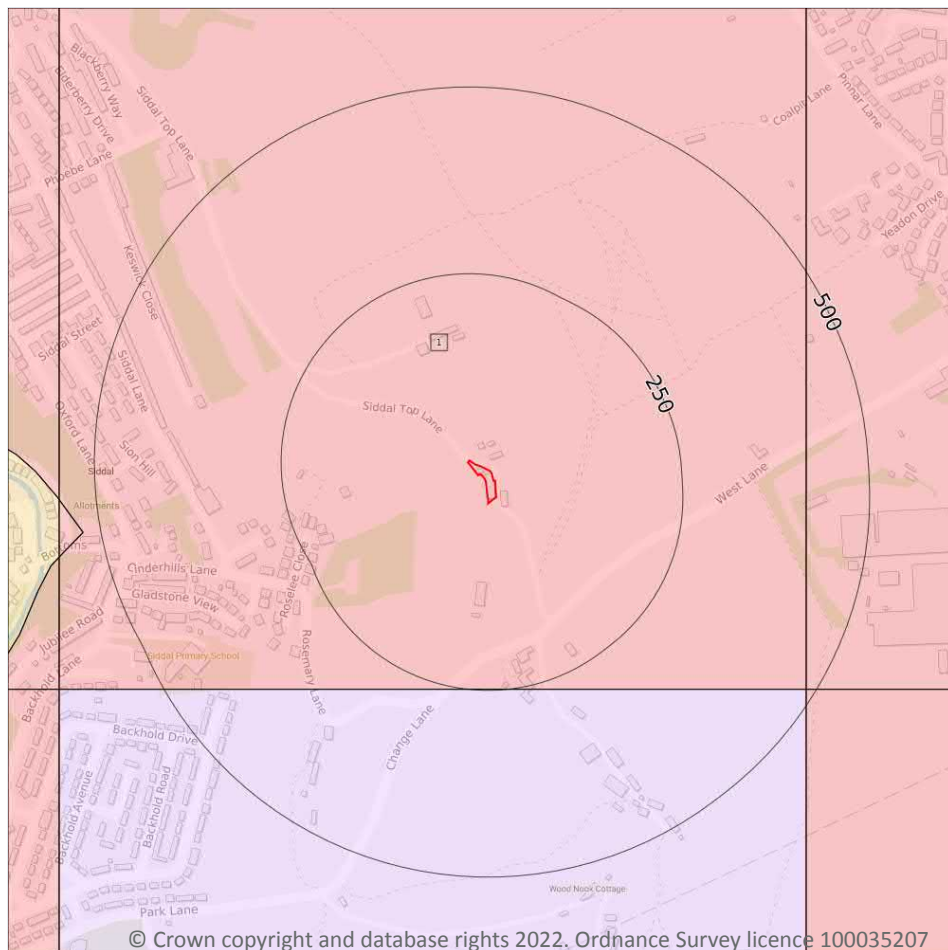 Blackberry Way
Elderberry Drive
Siddal Top Lane
Phoebe Lane
Coalpit Lane
Pinnar Lane
Yeadon Drive
Keswick Close
500
1
Siddal Street
Siddal Lane
250
Siddal Top Lane
Oxford Lane
Sion Hill
Siddal
West Lane
Allotments
Cinderhills Lane
Roselee Close
Gladstone View
Jubilee Road
Siddal Primary School
Rosemary Lane
Backhold Lane
Change Lane
Backhold Drive
Backhold Avenue
Backhold Road
Wood Nook Cottage
Park Lane
© Crown copyright and database rights 2022. Ordnance Survey licence 100035207